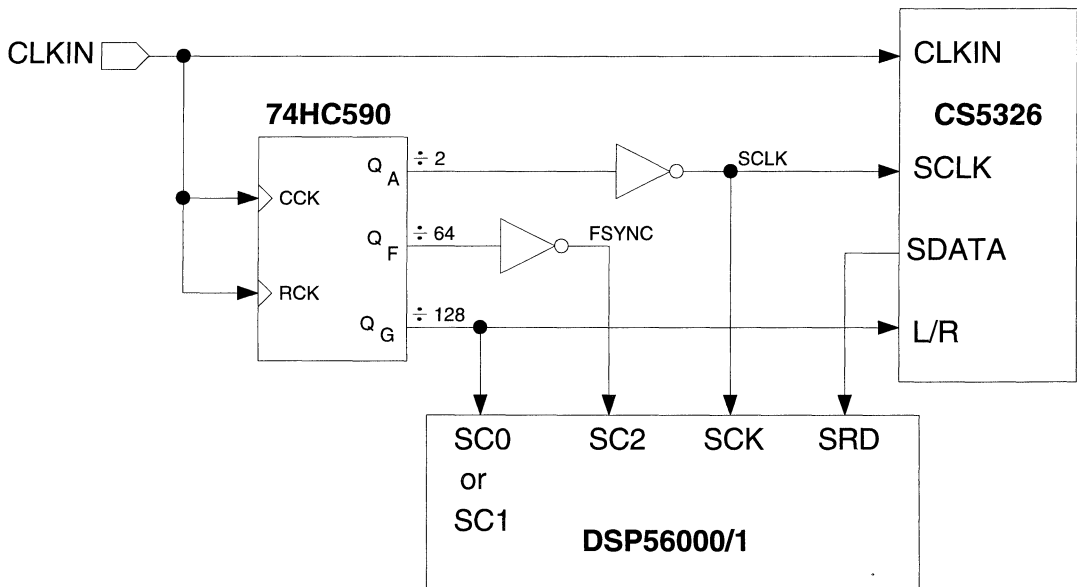 CLKIN
CLKIN
74HC590
CS5326
Q A ÷ 2
SCLK
SCLK
CCK
Q F ÷ 64
FSYNC
SDATA
RCK
Q G ÷ 128
L/R
SC0
SC2
SCK
SRD
or
SC1
DSP56000/1